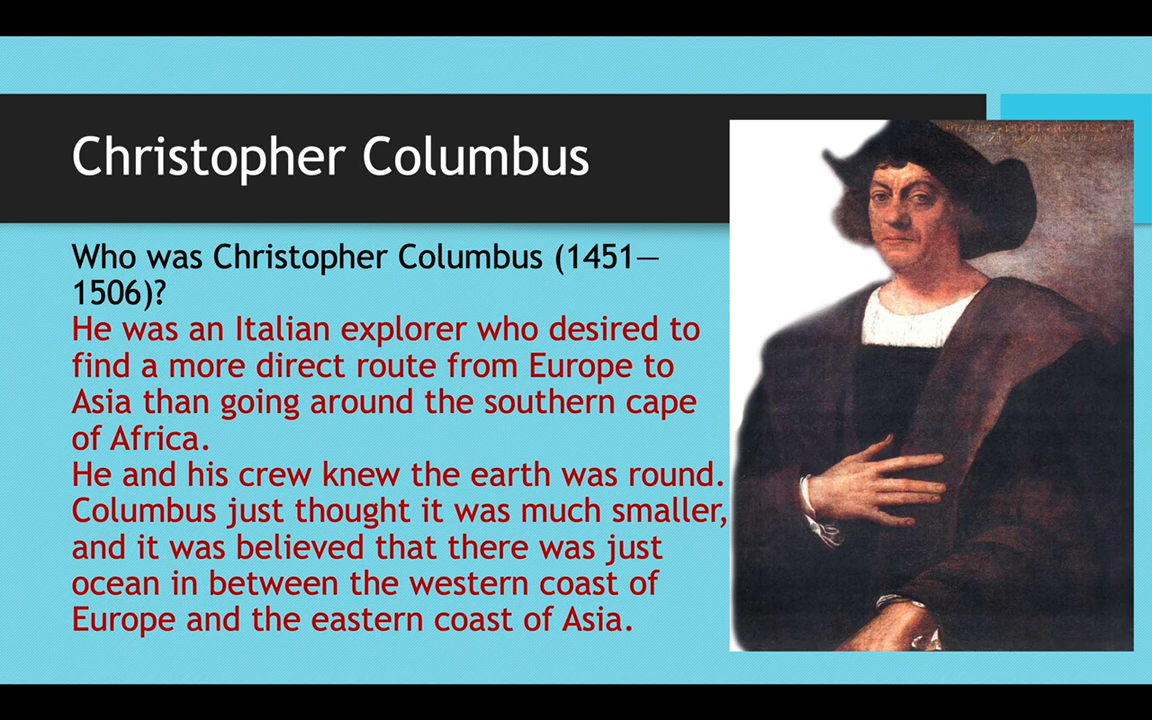 Christopher Columbus
Who was Christopher Columbus (1451—
1506)?
He was an Italian explorer who desired to
find a more direct route from Europe to
Asia than going around the southern cape
of Africa.
He and his crew knew the earth was round.
Columbus just thought it was much smaller,
and it was believed that there was just
ocean in between the western coast of
Europe and the eastern coast of Asia.